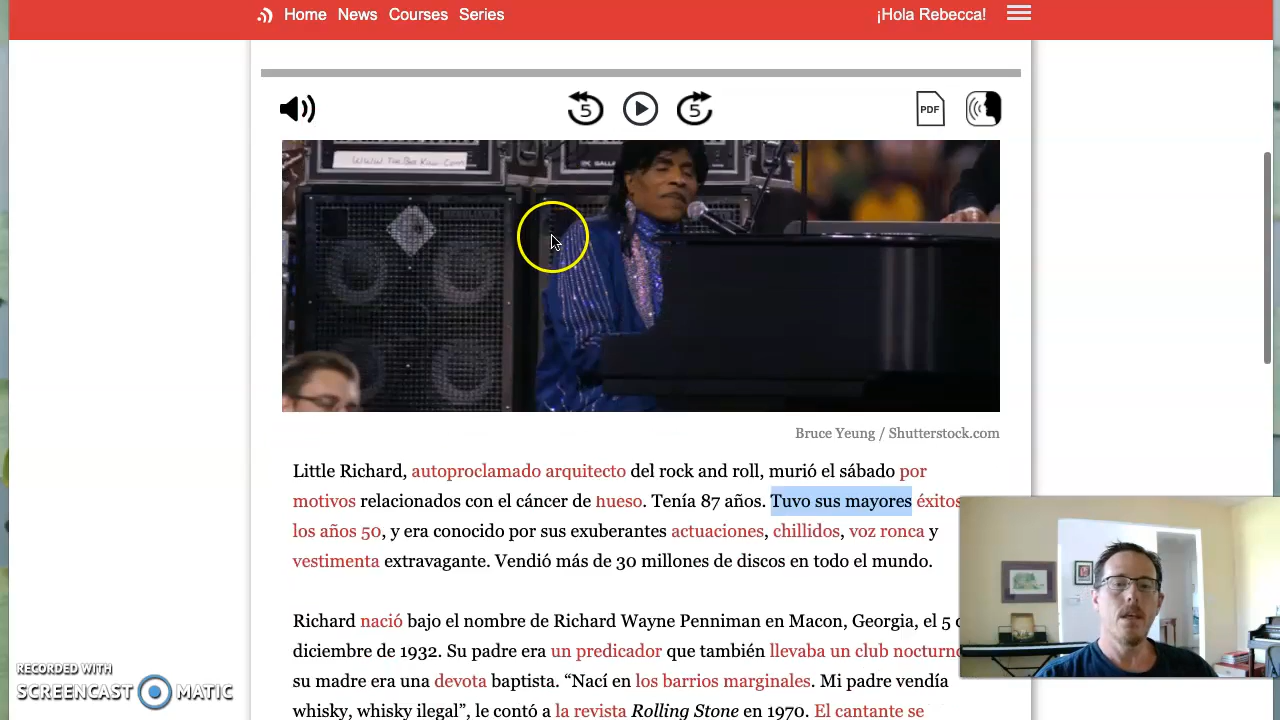 Home News Courses Series ¡Hola Rebecca!
5 5 PDF
www.TheBeeKaw.Com
Bruce Yeung / Shutterstock.com
Little Richard, autoproclamado arquitecto del rock and roll, murió el sábado por
motivos relacionados con el cáncer de hueso. Tenía 87 años. Tuvo sus mayores éxitos
los años 50, y era conocido por sus exuberantes actuaciones, chillidos, voz ronca y
vestimenta extravagante. Vendió más de 30 millones de discos en todo el mundo.
Richard nació bajo el nombre de Richard Wayne Penniman en Macon, Georgia, el 5
diciembre de 1932. Su padre era un predicador que también llevaba un club nocturno
su madre era una devota baptista. “Nací en los barrios marginales. Mi padre vendía
whisky, whisky ilegal”, le contó a la revista Rolling Stone en 1970. El cantante se
RECORDED WITH
SCREENCAST MATIC